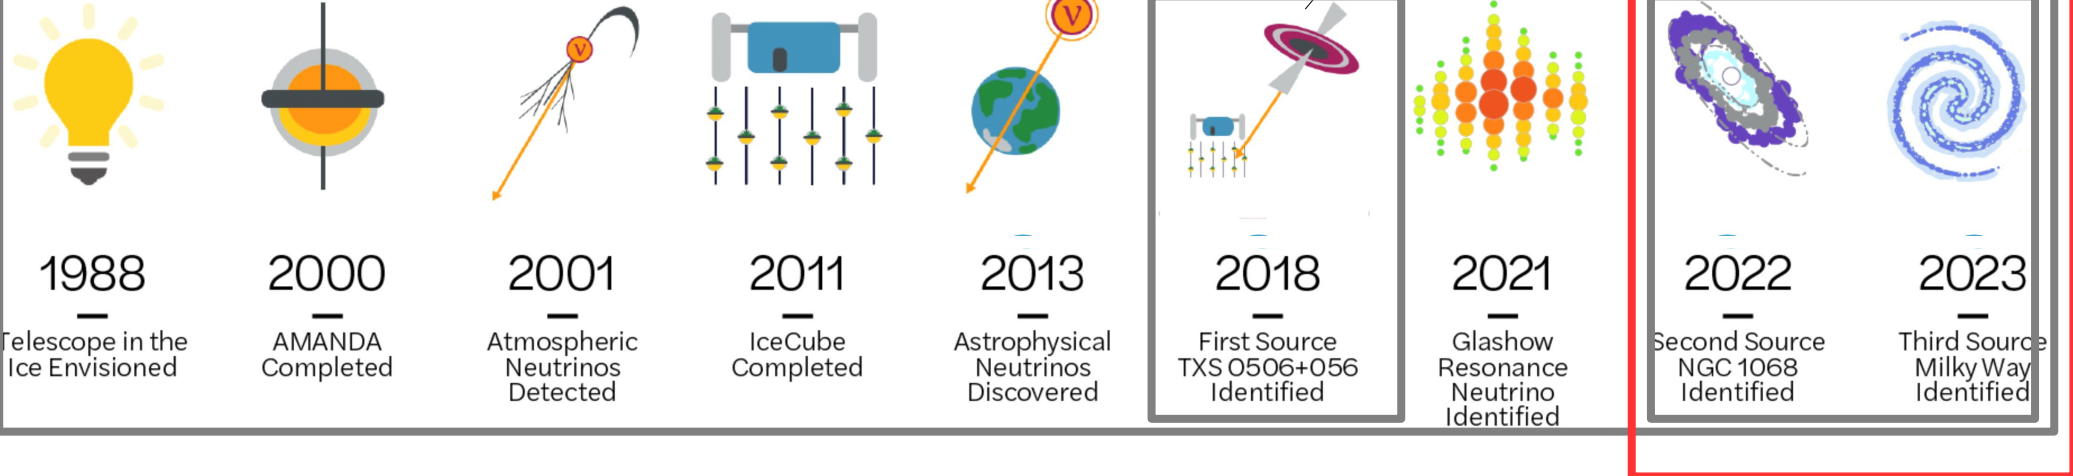 ν
ν
1988
Telescope in the
Ice Envisioned
2000
AMANDA
Completed
2001
Atmospheric
Neutrinos
Detected
2011
IceCube
Completed
2013
Astrophysical
Neutrinos
Discovered
2018
First Source
TXS 0506+056
Identified
2021
Glashow
Resonance
Neutrino
Identified
2022
Second Source
NGC 1068
Identified
2023
Third Source
Milky Way
Identified